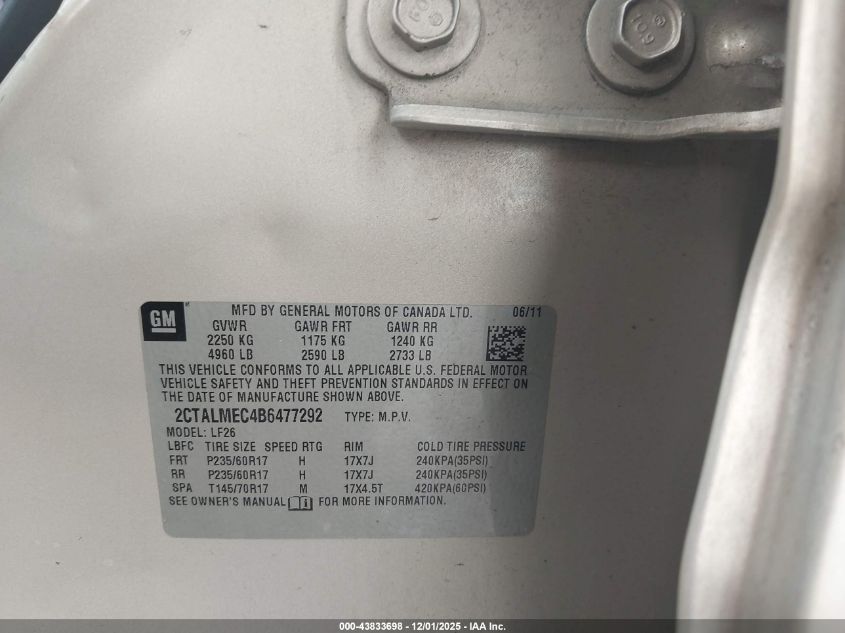 109
109
GM
MFD BY GENERAL MOTORS OF CANADA LTD. 06/11
GVWR GAWR FRT GAWR RR
2250 KG 1175 KG 1240 KG
4960 LB 2590 LB 2733 LB
THIS VEHICLE CONFORMS TO ALL APPLICABLE U.S. FEDERAL MOTOR
VEHICLE SAFETY AND THEFT PREVENTION STANDARDS IN EFFECT ON
THE DATE OF MANUFACTURE SHOWN ABOVE.
2CTALMEC4B6477292 TYPE: M.P.V.
MODEL: LF26
LBFC TIRE SIZE SPEED RTG RIM COLD TIRE PRESSURE
FRT P235/60R17 H 17X7J 240KPA(35PSI)
RR P235/60R17 H 17X7J 240KPA(35PSI)
SPA T145/70R17 M 17X4.5T 420KPA(60PSI)
SEE OWNER'S MANUAL FOR MORE INFORMATION.
000-43833698 - 12/01/2025 - IAA Inc.